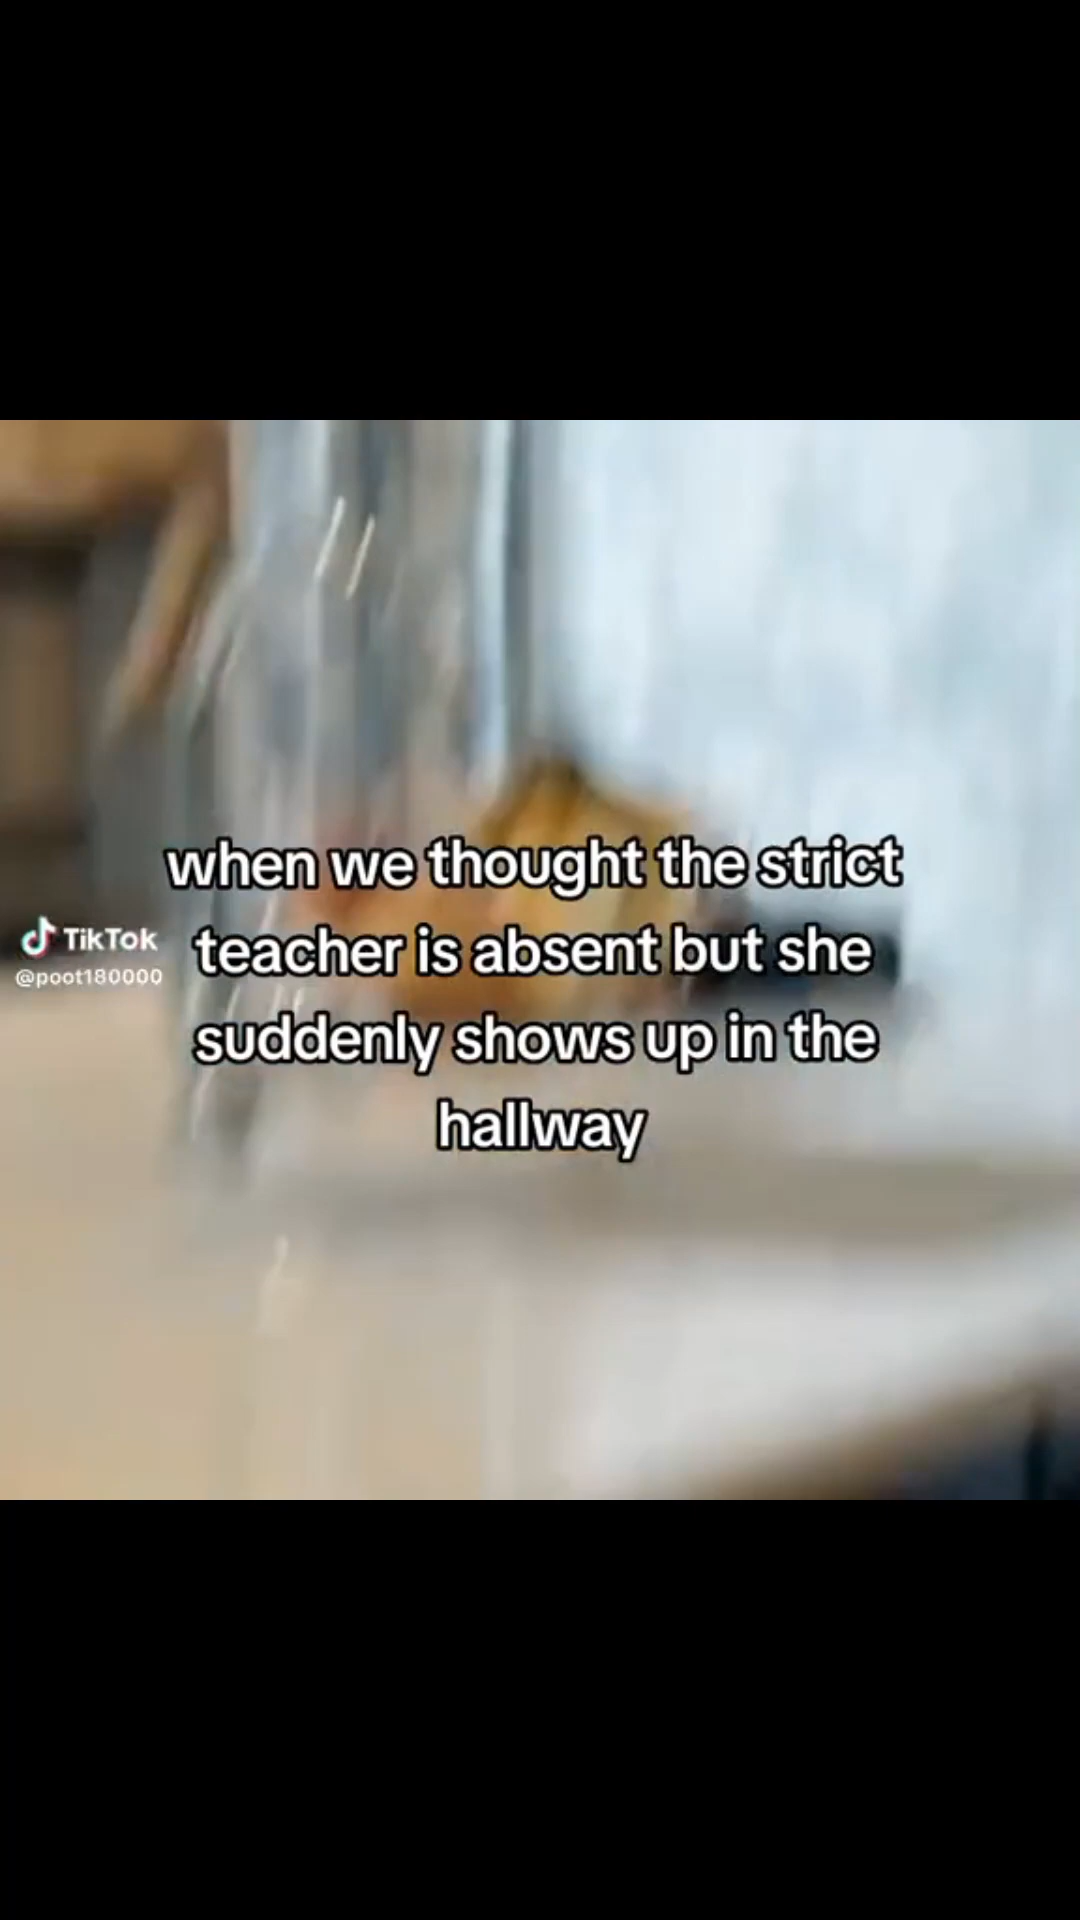 when we thought the strict
teacher is absent but she
suddenly shows up in the
hallway
TikTok
@poot180000